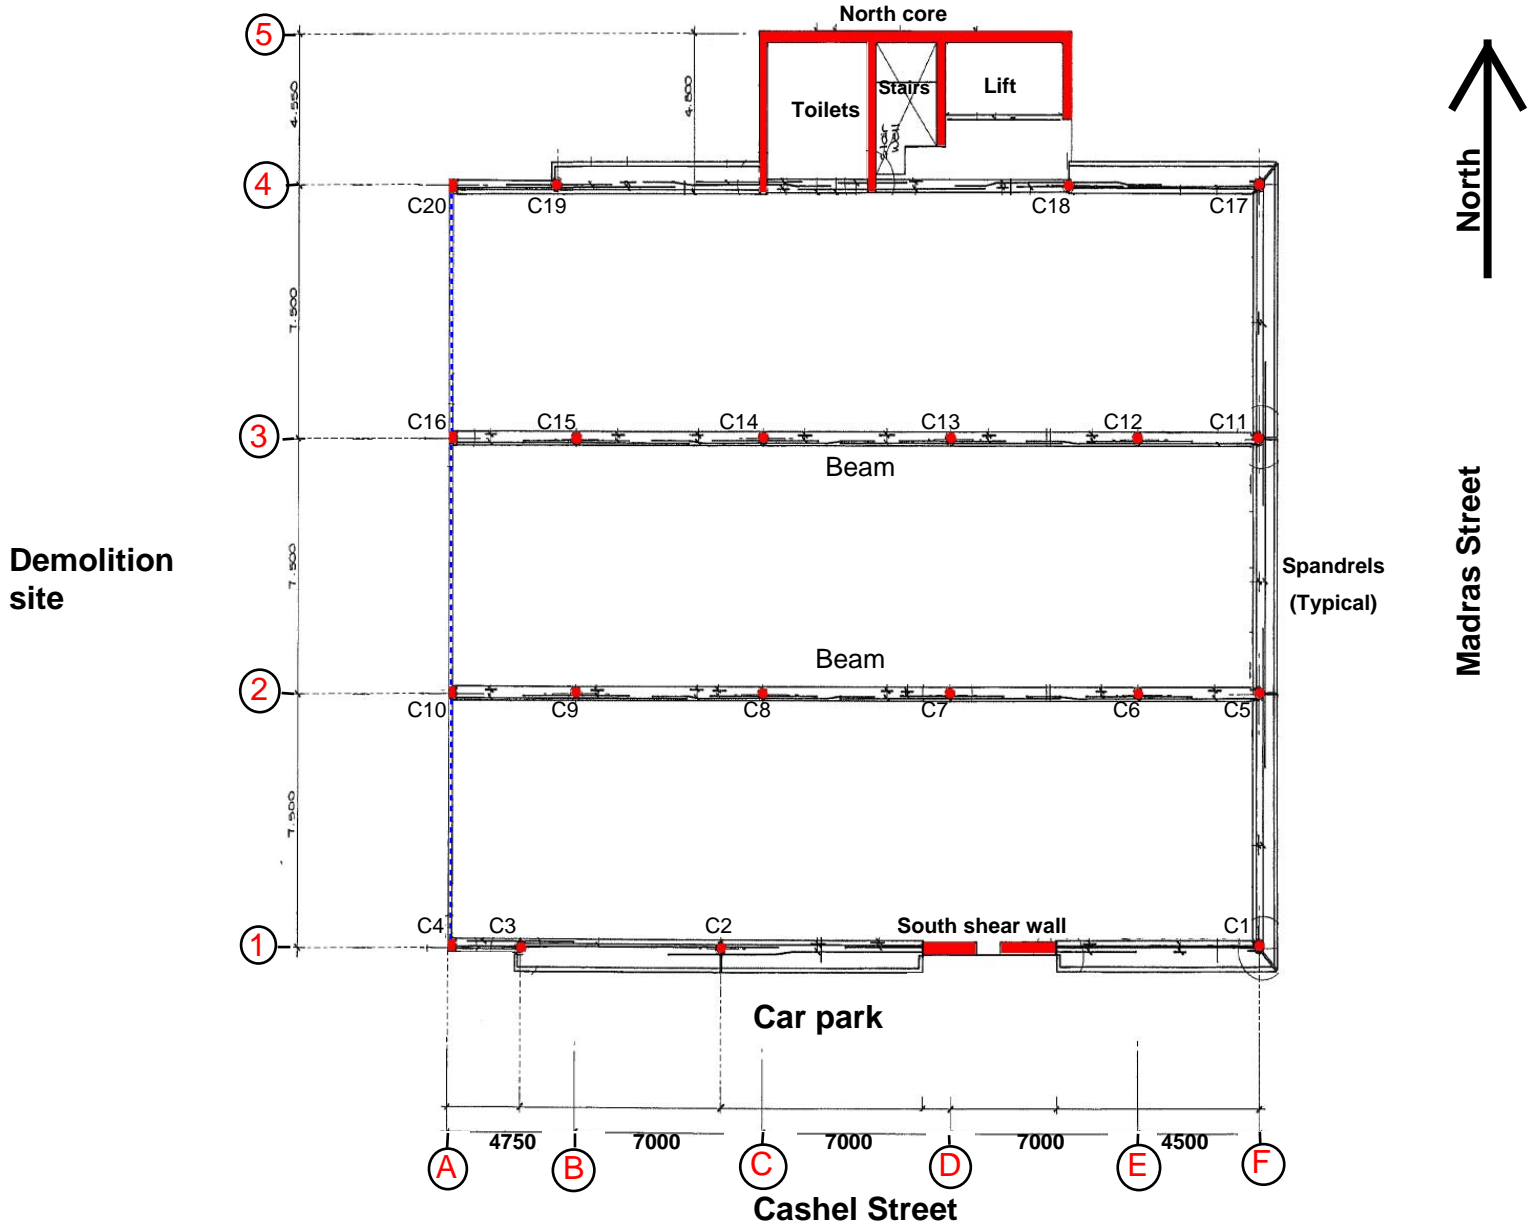 North core
5
4.550
4.800
Toilets
Stairs
Lift
stair
well
North
4
C20
C19
C18
C17
7.500
C16
C15
C14
C13
C12
C11
3
Beam
Demolition
site
7.500
Spandrels
(Typical)
Madras Street
Beam
2
C10
C9
C8
C7
C6
C5
7.500
C4
C3
C2
South shear wall
C1
1
Car park
4750
7000
7000
7000
4500
A
B
C
D
E
F
Cashel Street